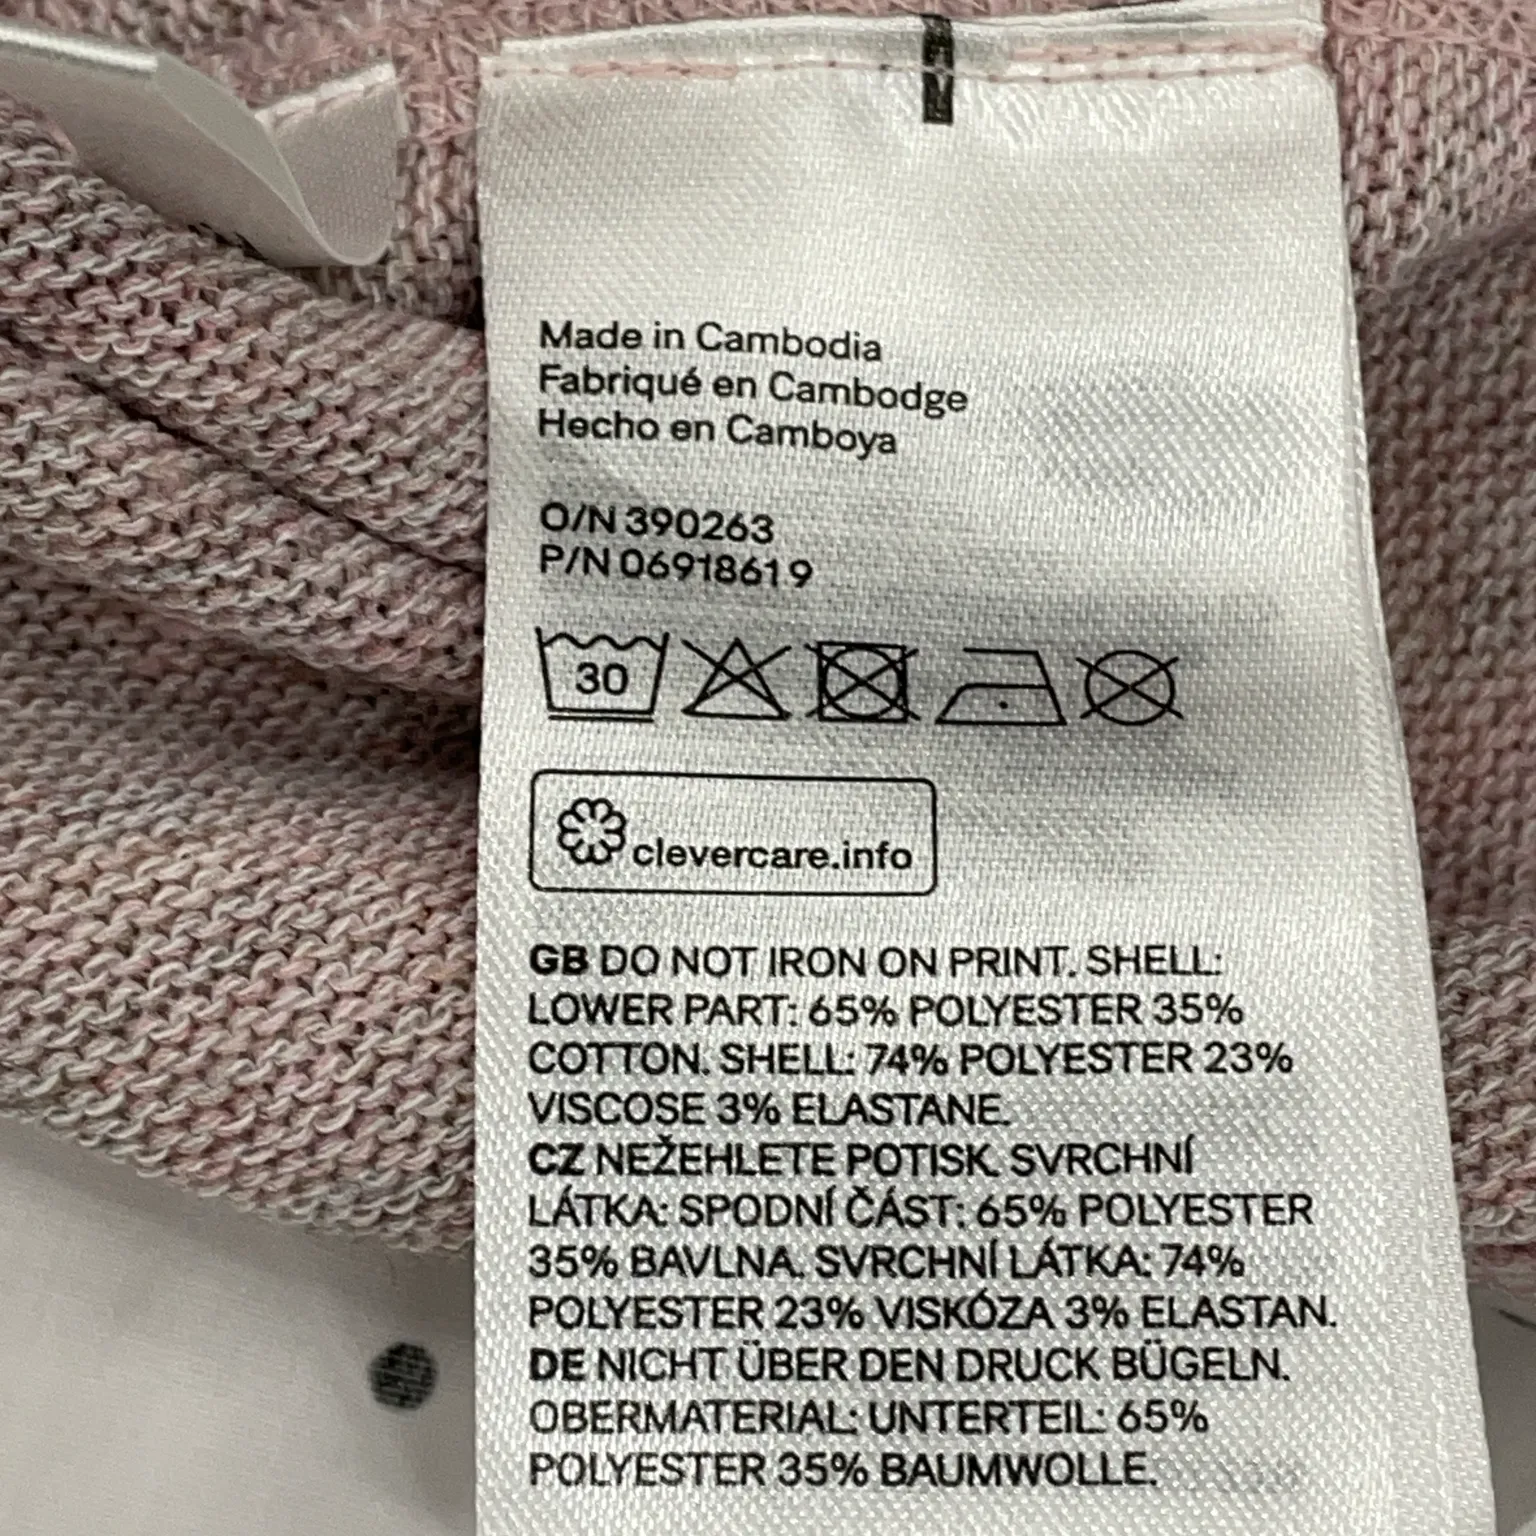 Made in Cambodia
Fabriqué en Cambodge
Hecho en Camboya
O/N 390263
P/N 06918619
30
clevercare.info
GB DO NOT IRON ON PRINT. SHELL:
LOWER PART: 65% POLYESTER 35%
COTTON. SHELL: 74% POLYESTER 23%
VISCOSE 3% ELASTANE.
CZ NEŽEHLETE POTISK. SVRCHNÍ
LÁTKA: SPODNÍ ČÁST: 65% POLYESTER
35% BAVLNA. SVRCHNÍ LÁTKA: 74%
POLYESTER 23% VISKÓZA 3% ELASTAN.
DE NICHT ÜBER DEN DRUCK BÜGELN.
OBERMATERIAL: UNTERTEIL: 65%
POLYESTER 35% BAUMWOLLE.